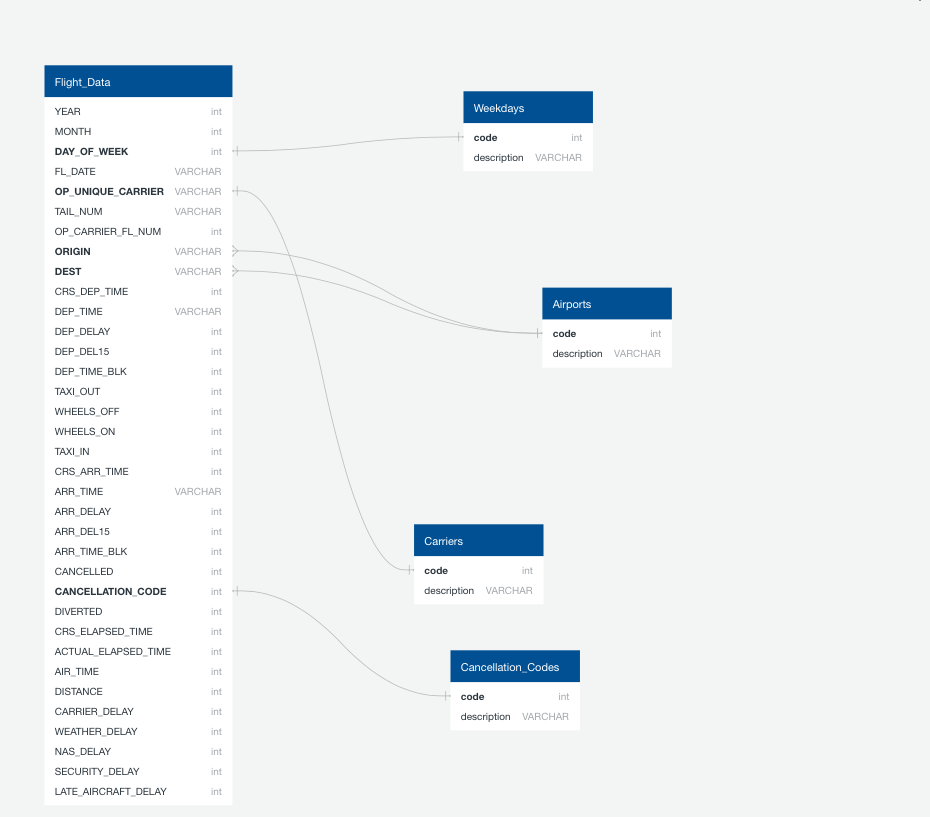 Flight_Data
YEAR int
MONTH int
DAY_OF_WEEK int
FL_DATE VARCHAR
OP_UNIQUE_CARRIER VARCHAR
TAIL_NUM VARCHAR
OP_CARRIER_FL_NUM int
ORIGIN VARCHAR
DEST VARCHAR
CRS_DEP_TIME int
DEP_TIME VARCHAR
DEP_DELAY int
DEP_DEL15 int
DEP_TIME_BLK int
TAXI_OUT int
WHEELS_OFF int
WHEELS_ON int
TAXI_IN int
CRS_ARR_TIME int
ARR_TIME VARCHAR
ARR_DELAY int
ARR_DEL15 int
ARR_TIME_BLK int
CANCELLED int
CANCELLATION_CODE int
DIVERTED int
CRS_ELAPSED_TIME int
ACTUAL_ELAPSED_TIME int
AIR_TIME int
DISTANCE int
CARRIER_DELAY int
WEATHER_DELAY int
NAS_DELAY int
SECURITY_DELAY int
LATE_AIRCRAFT_DELAY int
Weekdays
code int
description VARCHAR
Airports
code int
description VARCHAR
Carriers
code int
description VARCHAR
Cancellation_Codes
code int
description VARCHAR